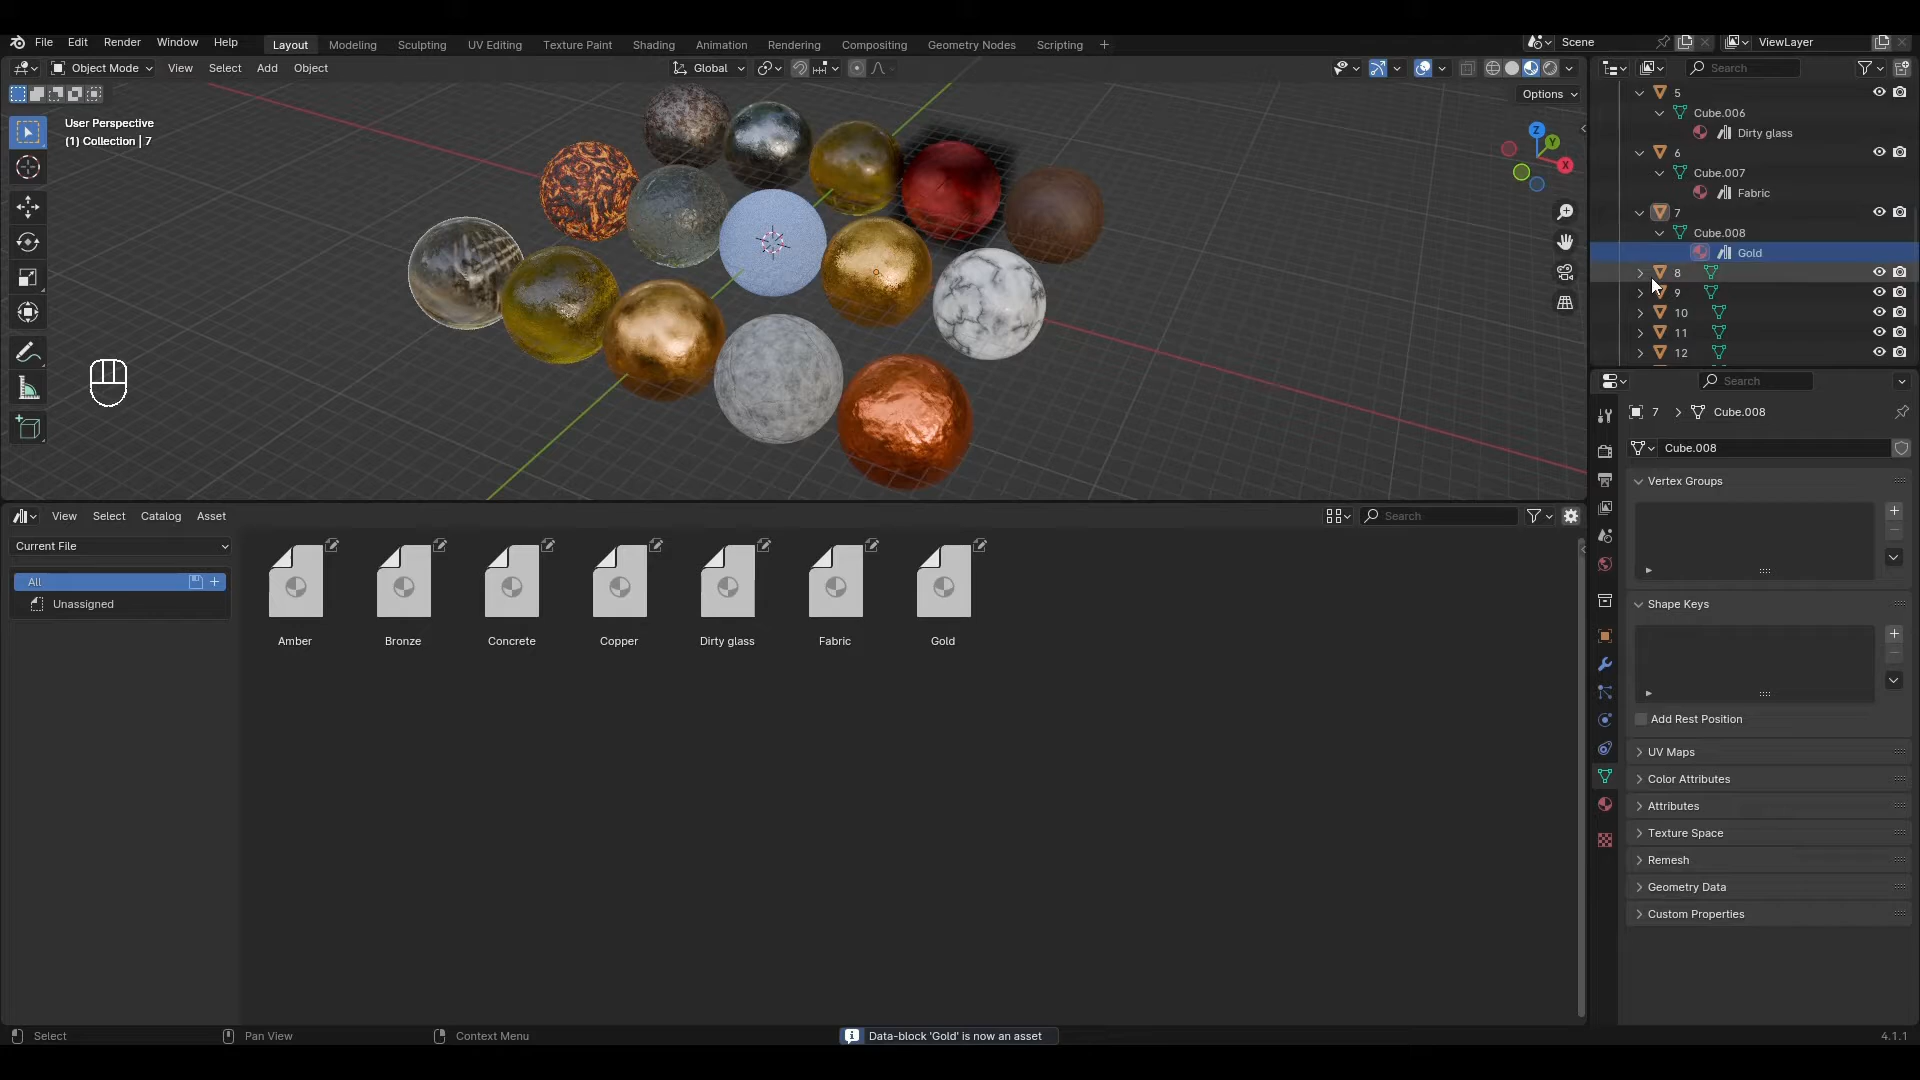 File Edit Render Window Help Layout Modeling Sculpting UV Editing Texture Paint Shading Animation Rendering Compositing Geometry Nodes Scripting + Scene ViewLayer
Object Mode View Select Add Object Global Search
Options
User Perspective
(1) Collection | 7
5
Cube.006
Dirty glass
6
Cube.007
Fabric
7
Cube.008
Gold
8
9
10
11
12
Z
Y
X
Search
7 > Cube.008
Cube.008
Vertex Groups
Shape Keys
Add Rest Position
UV Maps
Color Attributes
Attributes
Texture Space
Remesh
Geometry Data
Custom Properties
View Select Catalog Asset Search
Current File
All
Unassigned
Amber Bronze Concrete Copper Dirty glass Fabric Gold
Select Pan View Context Menu Data-block 'Gold' is now an asset 4.1.1